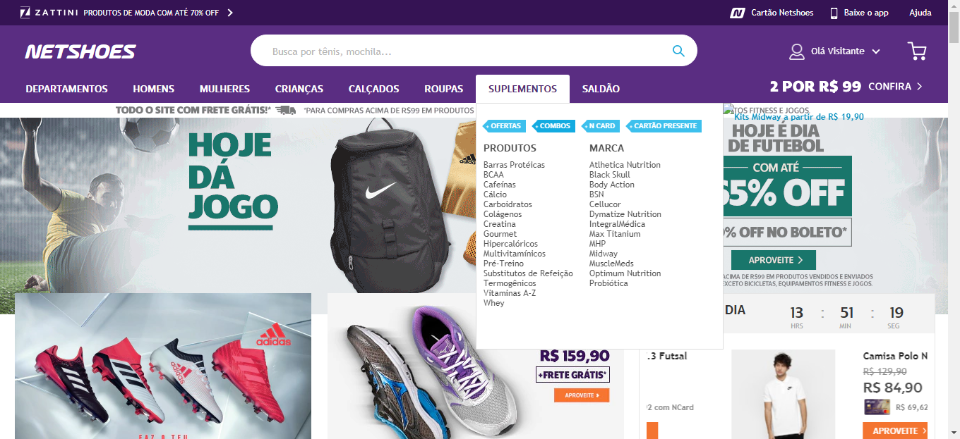 ZATTINI PRODUTOS DE MODA COM ATÉ 70% OFF
Cartão Netshoes
Baixe o app
Ajuda
NETSHOES
Busca por tênis, mochila...
Olá Visitante
DEPARTAMENTOS
HOMENS
MULHERES
CRIANÇAS
CALÇADOS
ROUPAS
SUPLEMENTOS
SALDÃO
2 POR R$ 99 CONFIRA
TODO O SITE COM FRETE GRÁTIS!*
*PARA COMPRAS ACIMA DE R$99 EM PRODUTOS
TOS FITNESS E JOGOS
Kits Midway a partir de R$ 19,90
OFERTAS
COMBOS
N CARD
CARTÃO PRESENTE
PRODUTOS
Barras Protéicas
BCAA
Cafeínas
Cálcio
Carboidratos
Colágenos
Creatina
Gourmet
Hipercalóricos
Multivitamínicos
Pré-Treino
Substitutos de Refeição
Termogênicos
Vitaminas A-Z
Whey
MARCA
Atlhetica Nutrition
Black Skull
Body Action
BSN
Cellucor
Dymatize Nutrition
IntegralMédica
Max Titanium
MHP
Midway
MuscleMeds
Optimum Nutrition
Probiótica
HOJE
DÁ
JOGO
HOJE É DIA
DE FUTEBOL
COM ATÉ
65% OFF
% OFF NO BOLETO*
APROVEITE
ACIMA DE R$99 EM PRODUTOS VENDIDOS E ENVIADOS
EXCETO BICICLETAS, EQUIPAMENTOS FITNESS E JOGOS
adidas
R$ 159,90
+FRETE GRÁTIS*
APROVEITE
DIA
13 : 51 : 19
HRS MIN SEG
.3 Futsal
2 com NCard
Camisa Polo N
R$ 129,90
R$ 84,90
R$ 69,62
APROVEITE